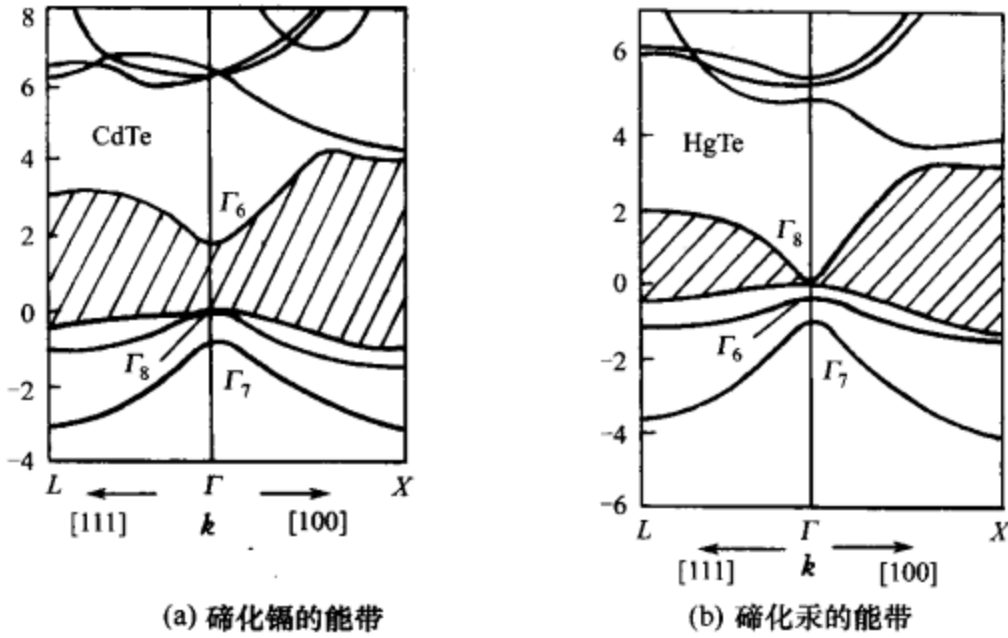 8
6
4
2
0
−2
−4
CdTe
Γ6
Γ8
Γ7
L Γ X
[111] k [100]
(a) 碲化镉的能带
6
4
2
0
−2
−4
−6
HgTe
Γ8
Γ6
Γ7
L Γ X
[111] k [100]
(b) 碲化汞的能带